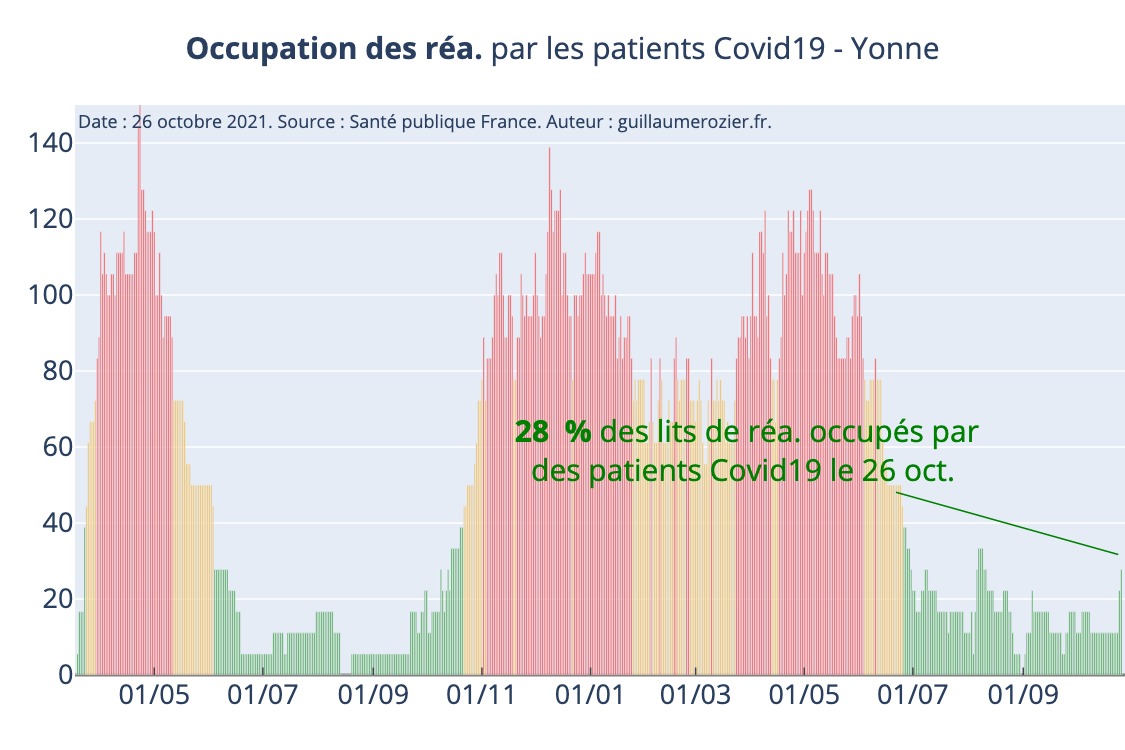 Occupation des réa. par les patients Covid19 - Yonne
Date : 26 octobre 2021. Source : Santé publique France. Auteur : guillaumerozier.fr.
140
120
100
80
60
40
20
0
28 % des lits de réa. occupés par
des patients Covid19 le 26 oct.
01/05 01/07 01/09 01/11 01/01 01/03 01/05 01/07 01/09